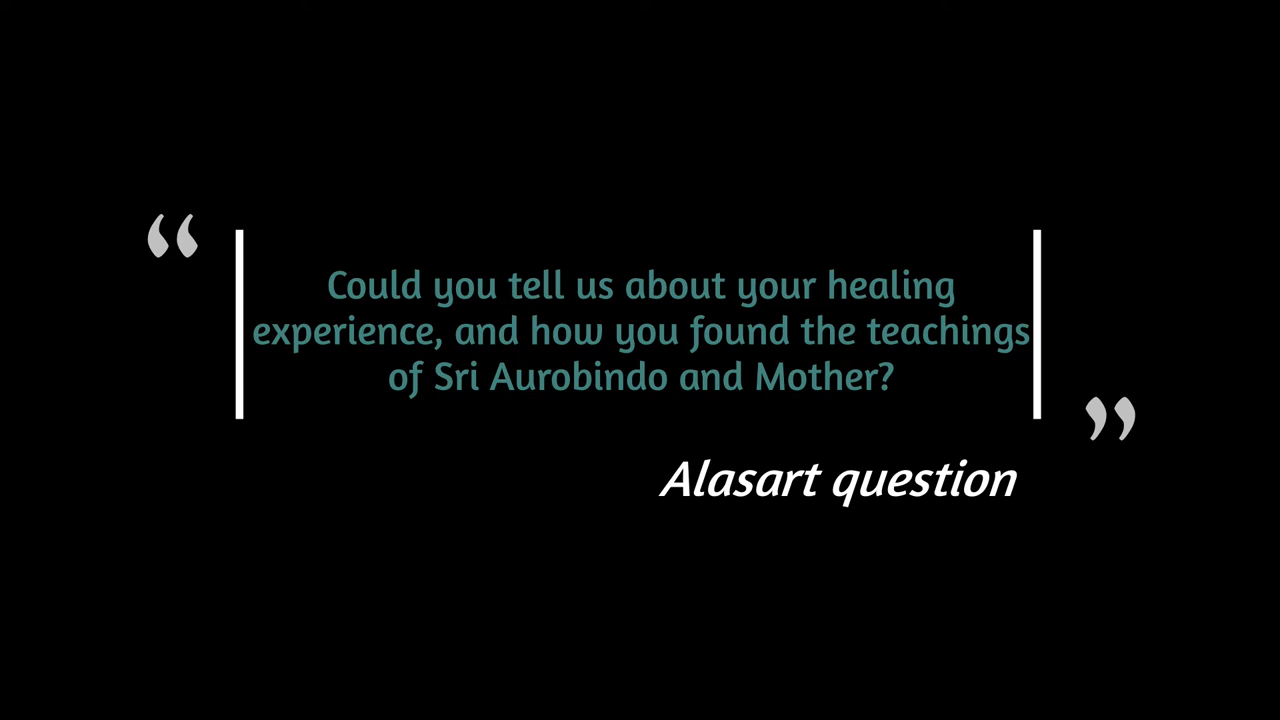 “
Could you tell us about your healing
experience, and how you found the teachings
of Sri Aurobindo and Mother?
”
Alasart question